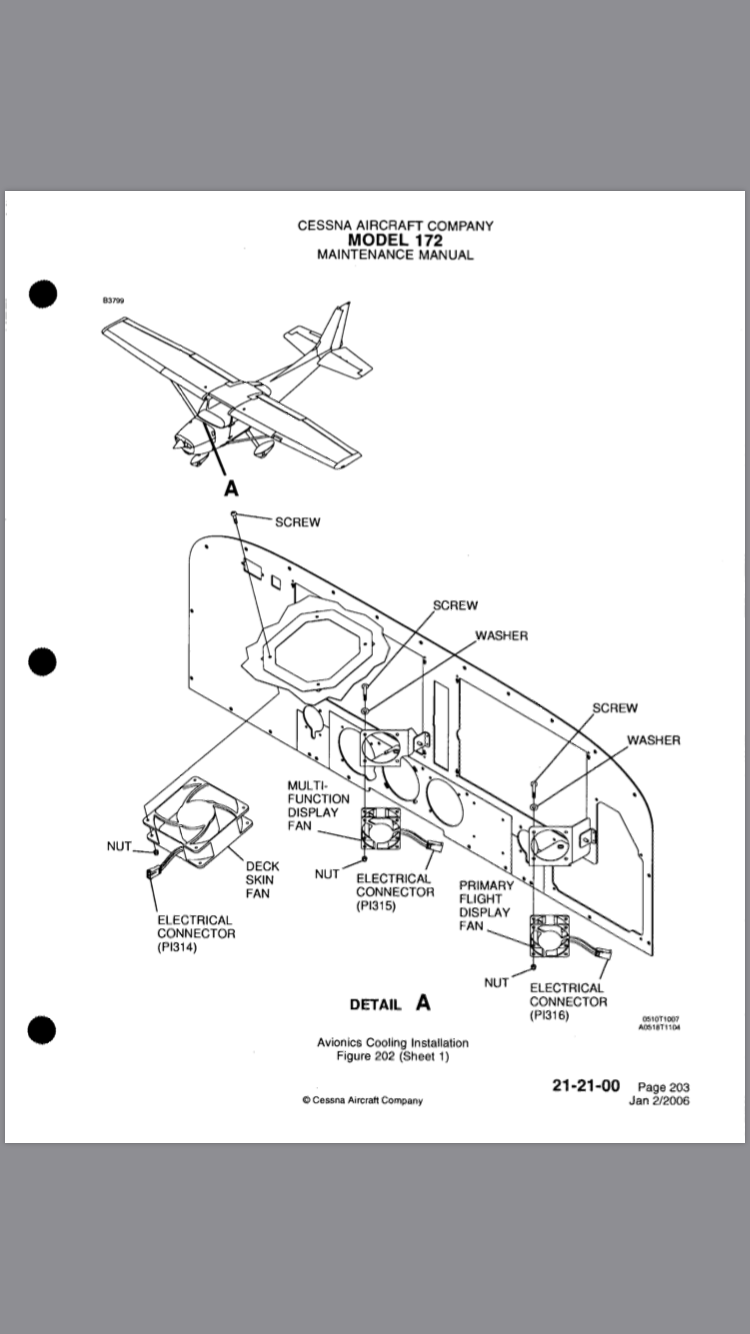 CESSNA AIRCRAFT COMPANY
MODEL 172
MAINTENANCE MANUAL
B3799
A
SCREW
SCREW
WASHER
SCREW
WASHER
MULTI-
FUNCTION
DISPLAY
FAN
NUT
DECK
SKIN
FAN
NUT
ELECTRICAL
CONNECTOR
(PI315)
PRIMARY
FLIGHT
DISPLAY
FAN
ELECTRICAL
CONNECTOR
(PI314)
NUT
ELECTRICAL
CONNECTOR
(PI316)
DETAIL A
0510T1007
A0518T1104
Avionics Cooling Installation
Figure 202 (Sheet 1)
21-21-00 Page 203
© Cessna Aircraft Company Jan 2/2006